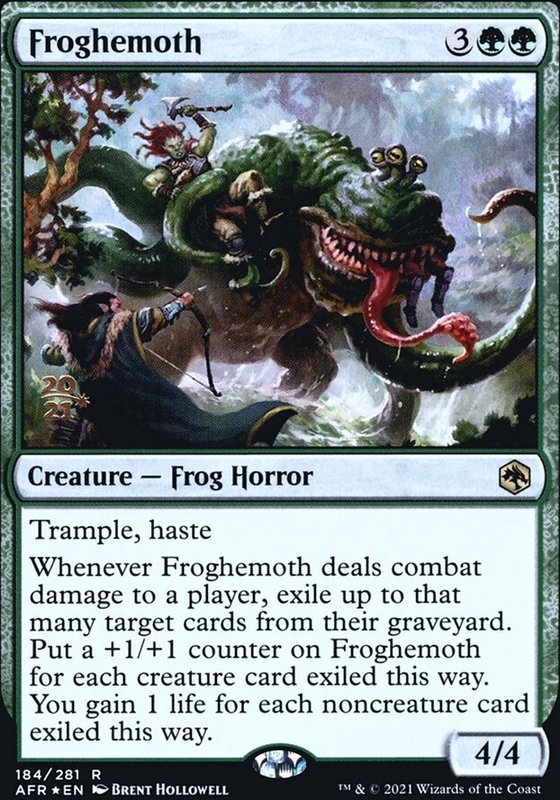 Froghemoth 3
20
21
Creature — Frog Horror
Trample, haste
Whenever Froghemoth deals combat
damage to a player, exile up to that
many target cards from their graveyard.
Put a +1/+1 counter on Froghemoth
for each creature card exiled this way.
You gain 1 life for each noncreature card
exiled this way.
4/4
184/281 R
AFR ★ EN Brent Hollowell ™ & © 2021 Wizards of the Coast